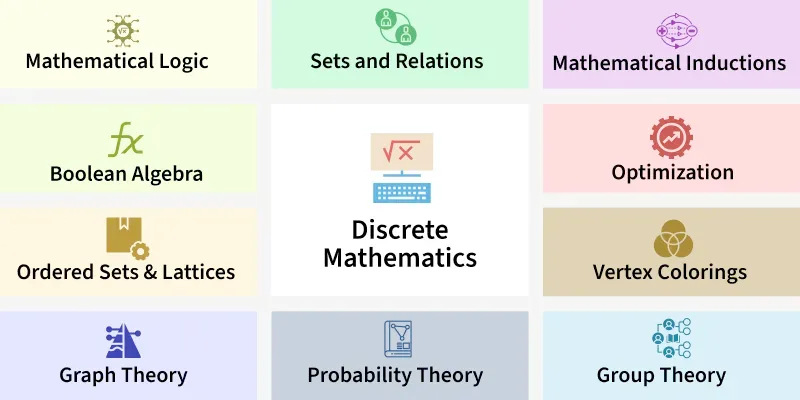 Mathematical Logic
Sets and Relations
Mathematical Inductions
Boolean Algebra
Discrete
Mathematics
Optimization
Ordered Sets & Lattices
Vertex Colorings
Graph Theory
Probability Theory
Group Theory